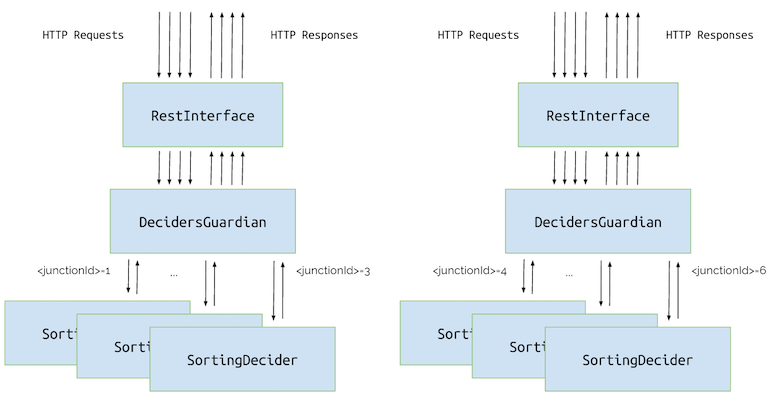 HTTP Requests
HTTP Responses
RestInterface
DecidersGuardian
<junctionId>-1
...
<junctionId>-3
Sorti
Sorti
SortingDecider
HTTP Requests
HTTP Responses
RestInterface
DecidersGuardian
<junctionId>-4
...
<junctionId>-6
Sorti
Sorti
SortingDecider